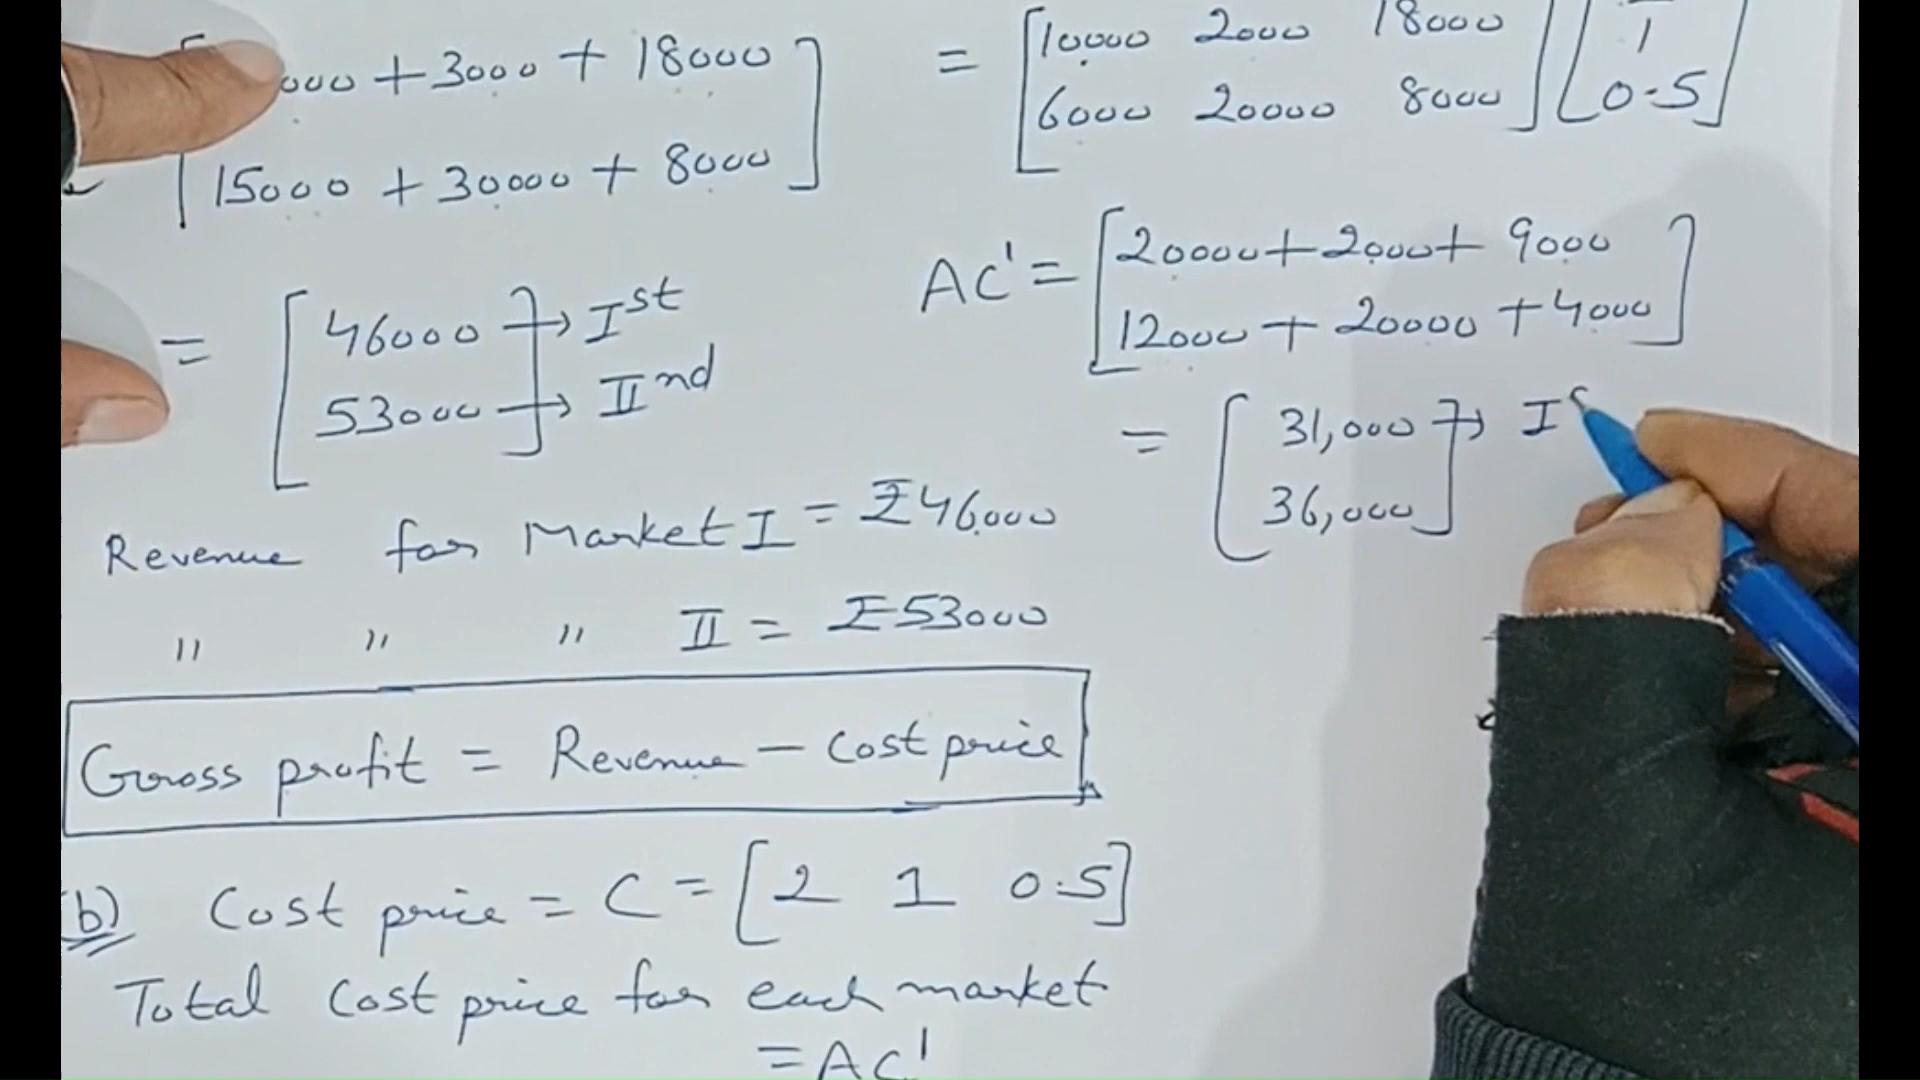 000 + 3000 + 18000
15000 + 30000 + 8000
= [ 46000 ] → Ist
[ 53000 ] → IInd
Revenue for Market I = ₹46000
" " " II = ₹53000
Gross profit = Revenue — Cost price
(b) Cost price = C = [2 1 0.5]
Total Cost price for each market
= AC'
= [10000 2000 18000] [1
[6000 20000 8000] 0.5]
AC' = [20000 + 2000 + 9000
12000 + 20000 + 4000]
= [31,000] → I
[36,000]